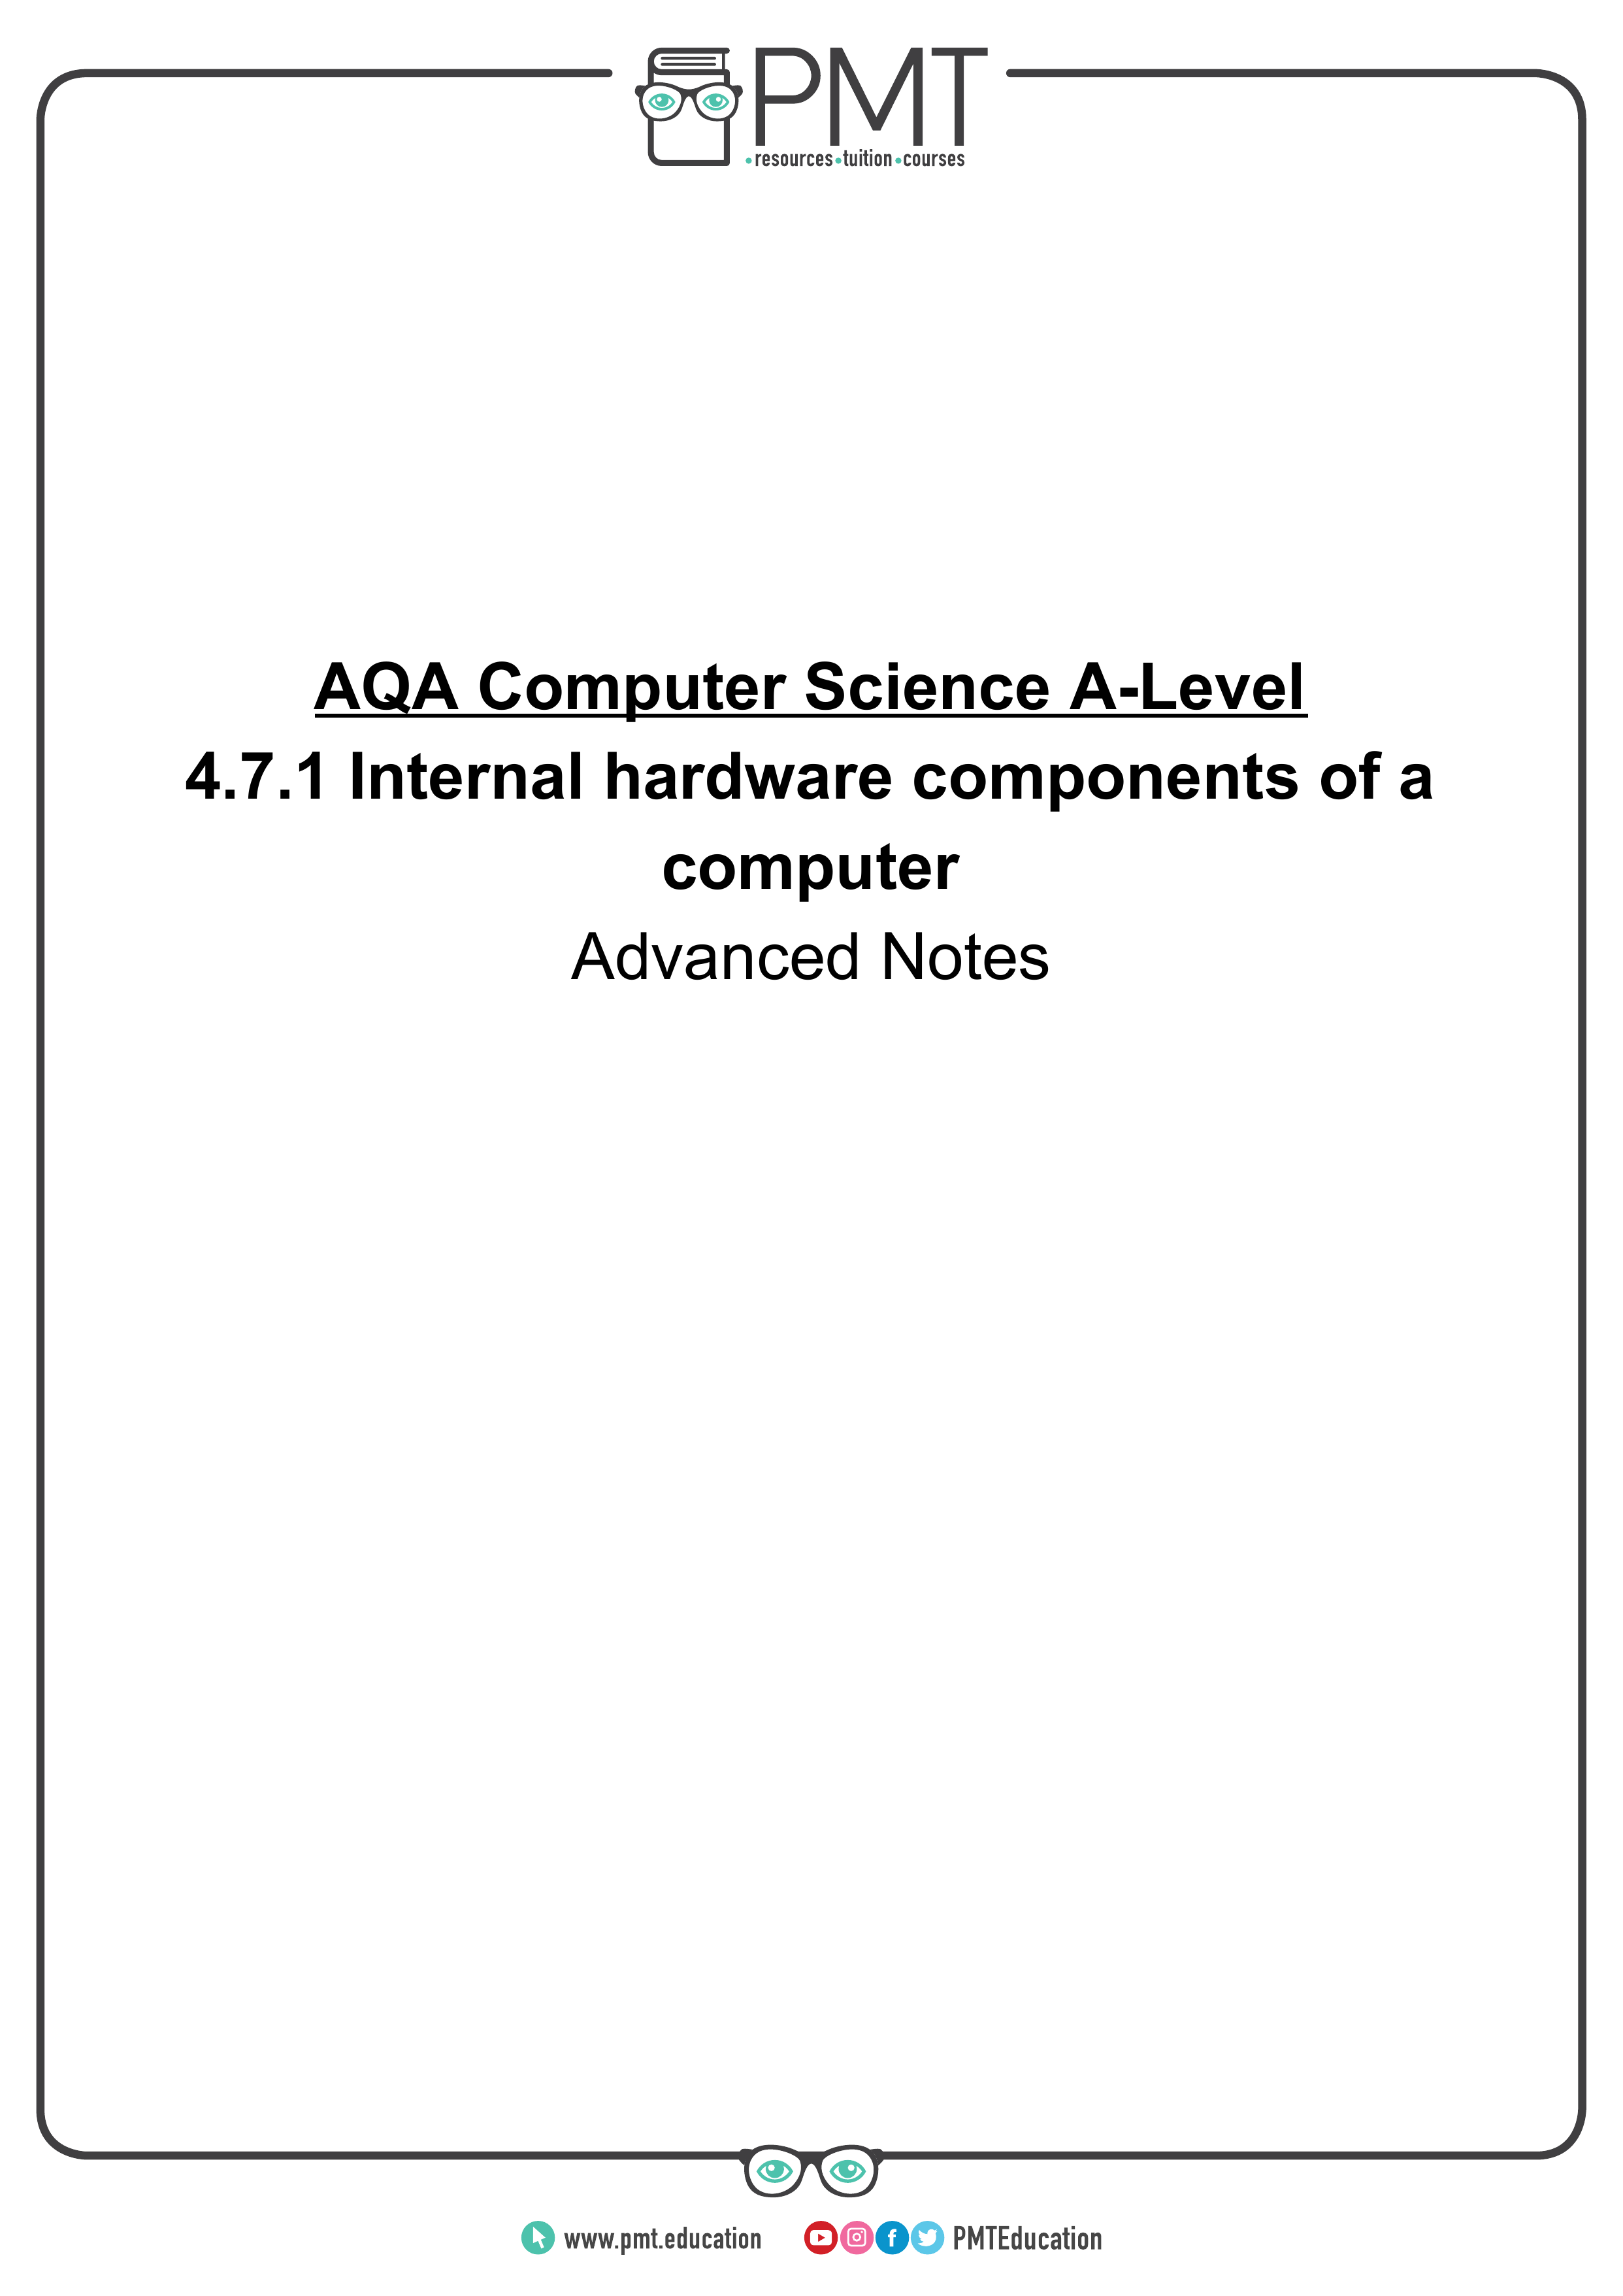 PMT
resources tuition courses
AQA Computer Science A-Level
4.7.1 Internal hardware components of a
computer
Advanced Notes
www.pmt.education PMTEducation